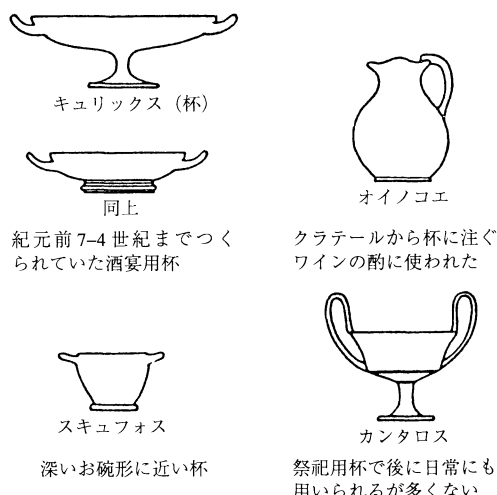 キュリックス（杯）
同上
紀元前7–4世紀までつく
られていた酒宴用杯
オイノコエ
クラテールから杯に注ぐ
ワインの酌に使われた
スキュフォス
深いお碗形に近い杯
カンタロス
祭祀用杯で後に日常にも
用いられるが多くない